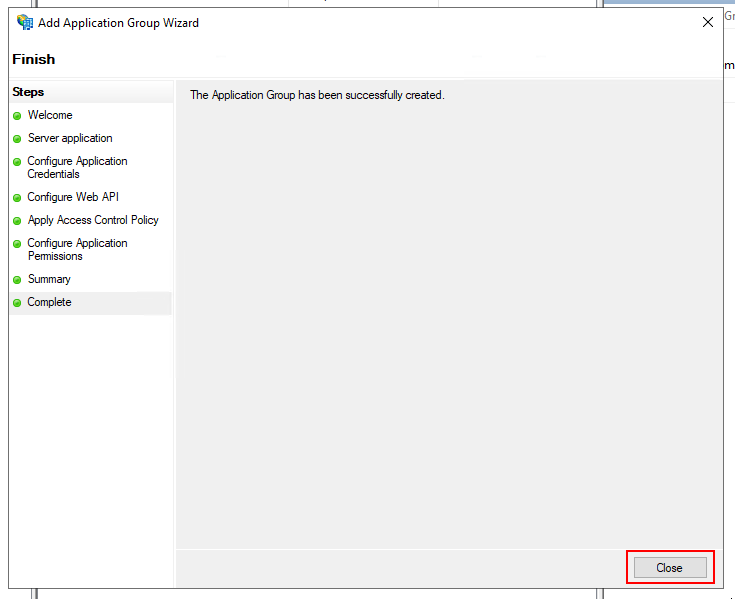 Add Application Group Wizard
Finish
Steps
Welcome
Server application
Configure Application
Credentials
Configure Web API
Apply Access Control Policy
Configure Application
Permissions
Summary
Complete
The Application Group has been successfully created.
Close